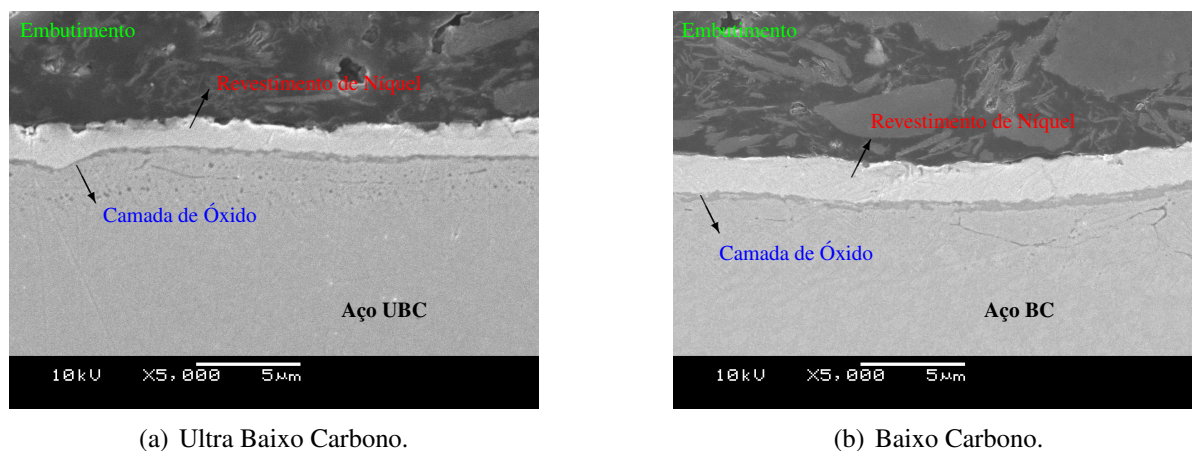 Embutimento
Revestimento de Níquel
Camada de Óxido
Aço UBC
10kV X5,000 5μm
(a) Ultra Baixo Carbono.
Embutimento
Revestimento de Níquel
Camada de Óxido
Aço BC
10kV X5,000 5μm
(b) Baixo Carbono.